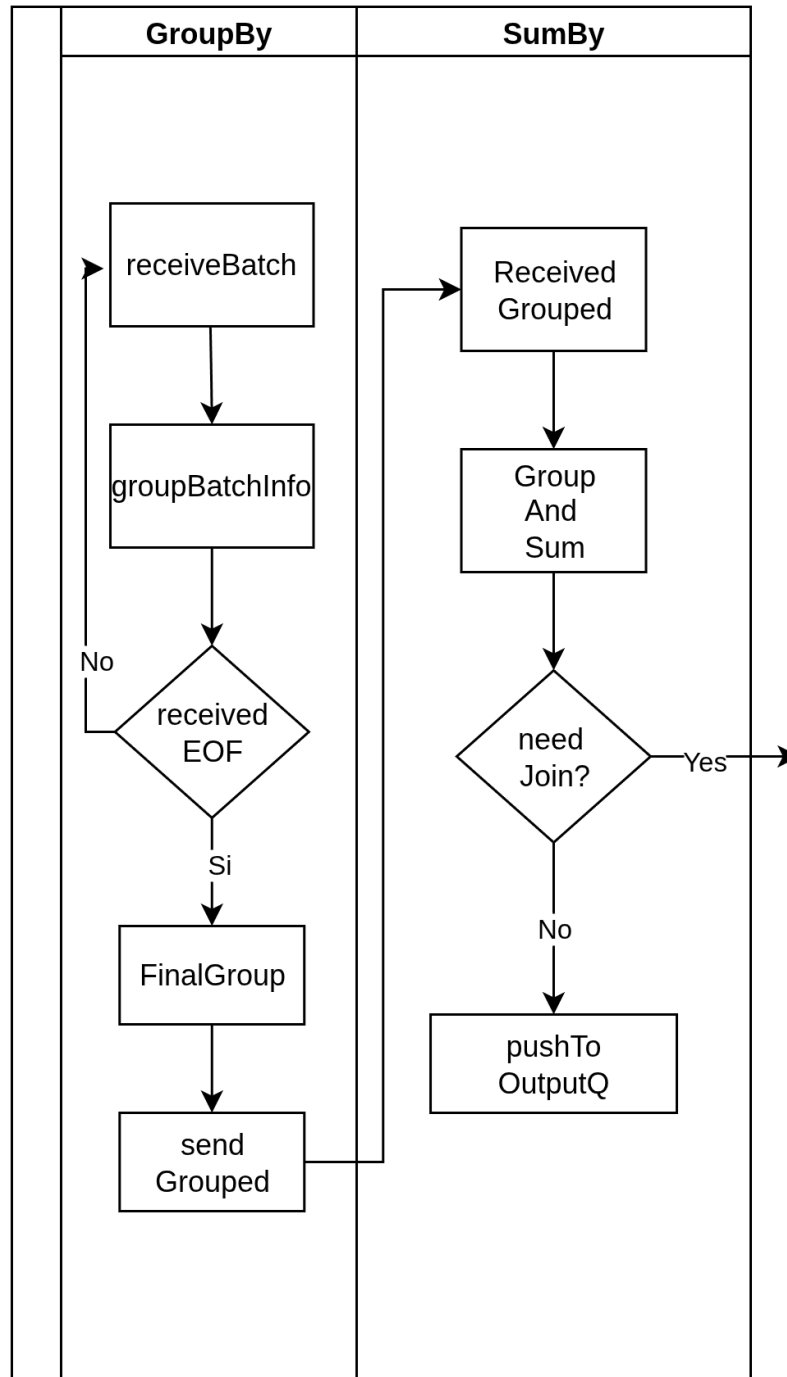 GroupBy
SumBy
receiveBatch
groupBatchInfo
No
received
EOF
Si
FinalGroup
send
Grouped
Received
Grouped
Group
And
Sum
need
Join?
Yes
No
pushTo
OutputQ